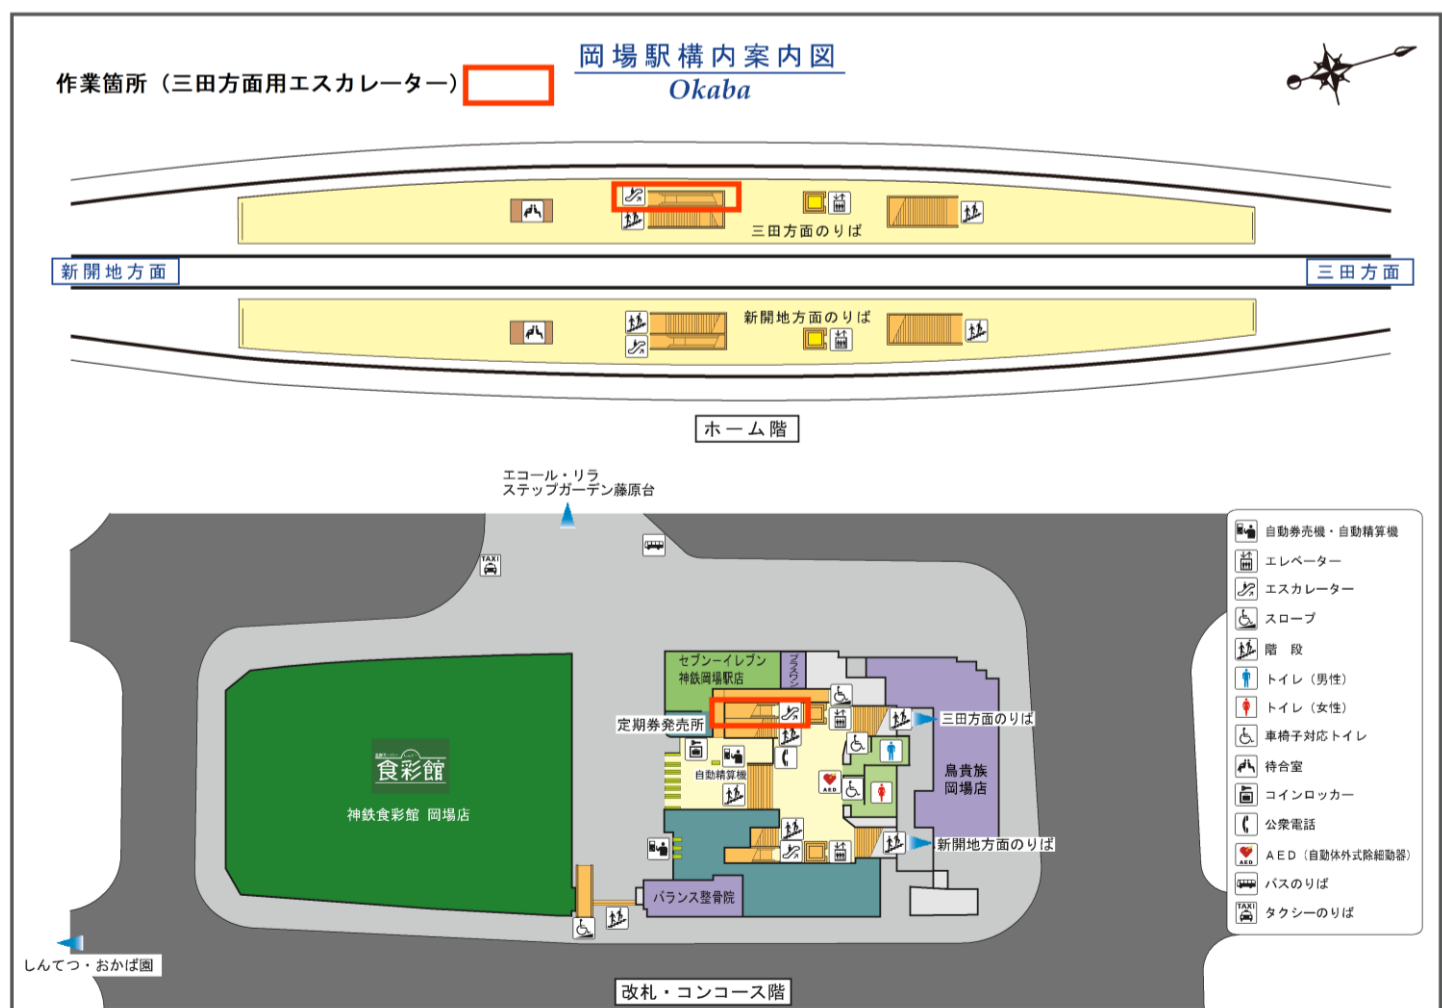 岡場駅構内案内図
Okaba
作業箇所（三田方面用エスカレーター）
三田方面のりば
新開地方面
三田方面
新開地方面のりば
ホーム階
エコール・リラ
ステップガーデン藤原台
TAXI
セブンーイレブン
神鉄岡場駅店
プラスワン
定期券発売所
三田方面のりば
自動精算機
AED
鳥貴族
岡場店
食彩館
神鉄食彩館 岡場店
新開地方面のりば
バランス整骨院
しんてつ・おかば園
改札・コンコース階
自動券売機・自動精算機
エレベーター
エスカレーター
スロープ
階 段
トイレ（男性）
トイレ（女性）
車椅子対応トイレ
待合室
コインロッカー
公衆電話
AED
AED（自動体外式除細動器）
バスのりば
TAXI
タクシーのりば